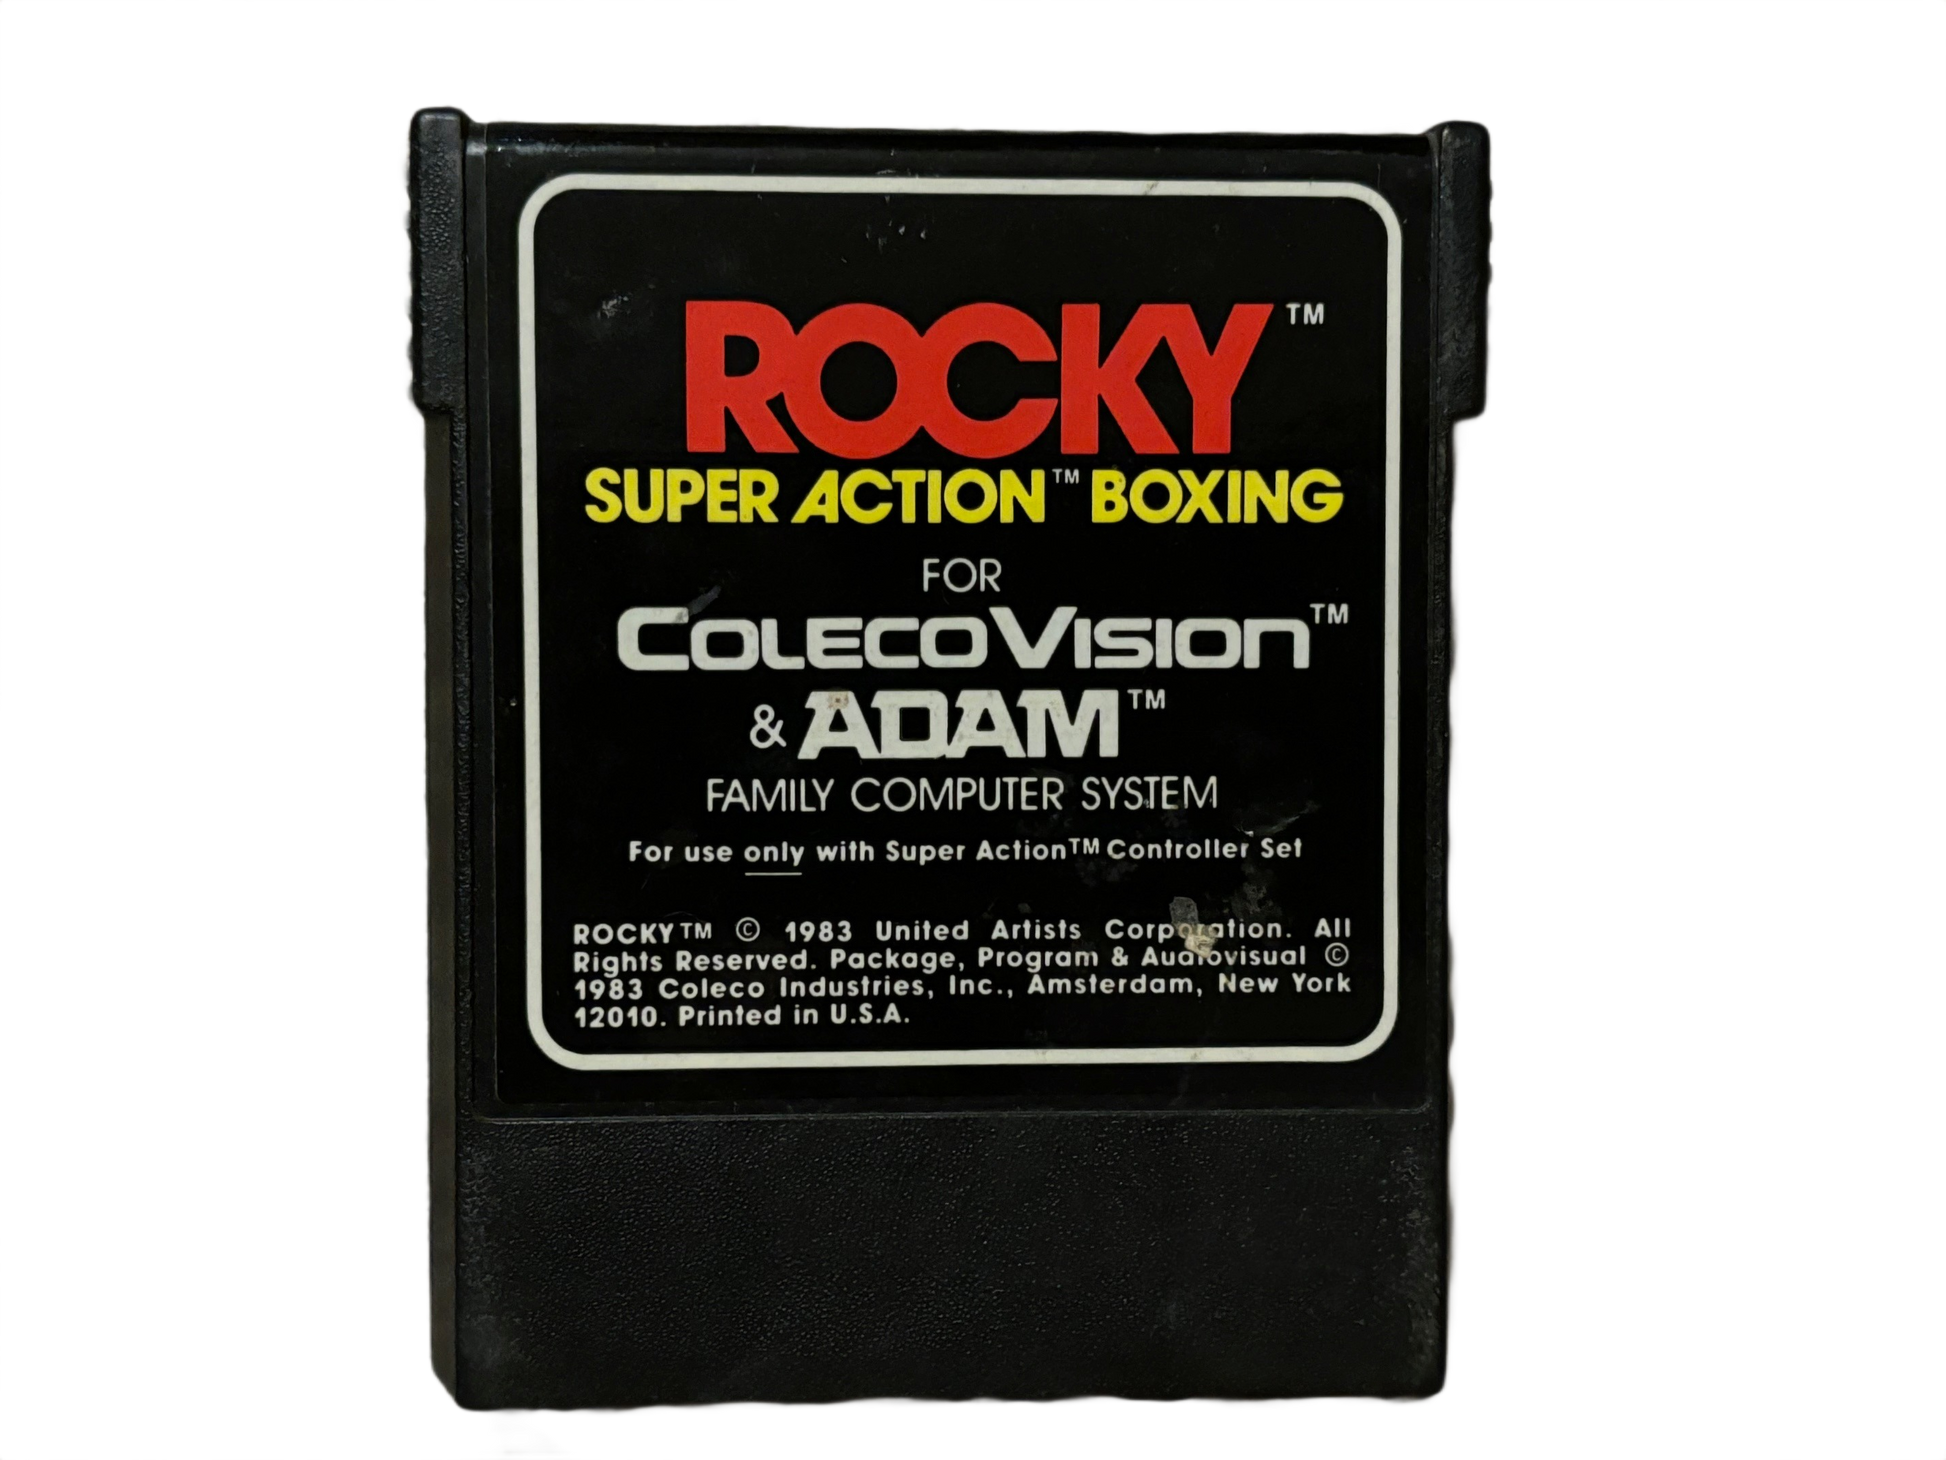 ROCKY™
SUPER ACTION™ BOXING
FOR
COLECOVISION™
& ADAM™
FAMILY COMPUTER SYSTEM
For use only with Super Action™ Controller Set
ROCKY™ © 1983 United Artists Corporation. All
Rights Reserved. Package, Program & Audiovisual ©
1983 Coleco Industries, Inc., Amsterdam, New York
12010. Printed in U.S.A.